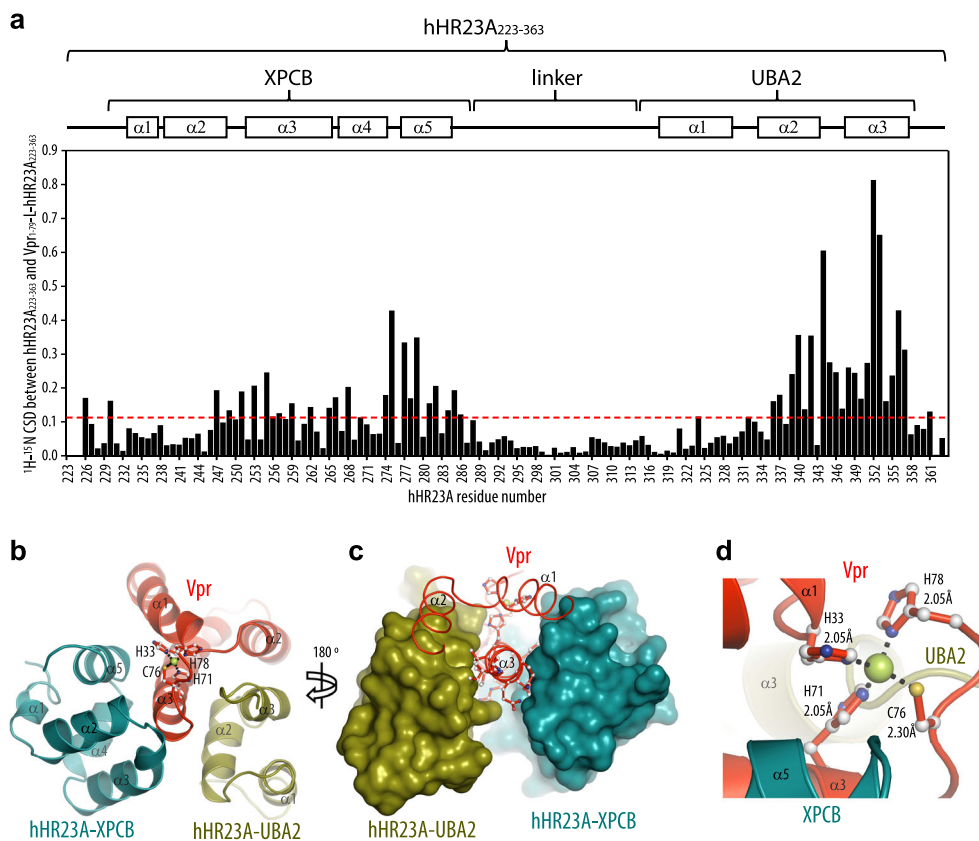 a
hHR23A223-363
XPCB linker UBA2
α1 α2 α3 α4 α5 α1 α2 α3
1H-15N CSD between hHR23A223-363 and Vpr1-79-L-hHR23A223-363
0.9
0.8
0.7
0.6
0.5
0.4
0.3
0.2
0.1
0.0
223 226 229 232 235 238 241 244 247 250 253 256 259 262 265 268 271 274 277 280 283 286 289 292 295 298 301 304 307 310 313 316 319 322 325 328 331 334 337 340 343 346 349 352 355 358 361
hHR23A residue number
b
Vpr
α1
α2
H33
H78
C76
H71
α5
α3
α1
α2
α4
α3
α3
α2
α1
hHR23A-XPCB
hHR23A-UBA2
180 o
c
Vpr
α1
α2
α3
hHR23A-UBA2
hHR23A-XPCB
d
Vpr
α1
H78
2.05Å
H33
2.05Å
UBA2
α3
H71
2.05Å
C76
2.30Å
α5
α3
XPCB